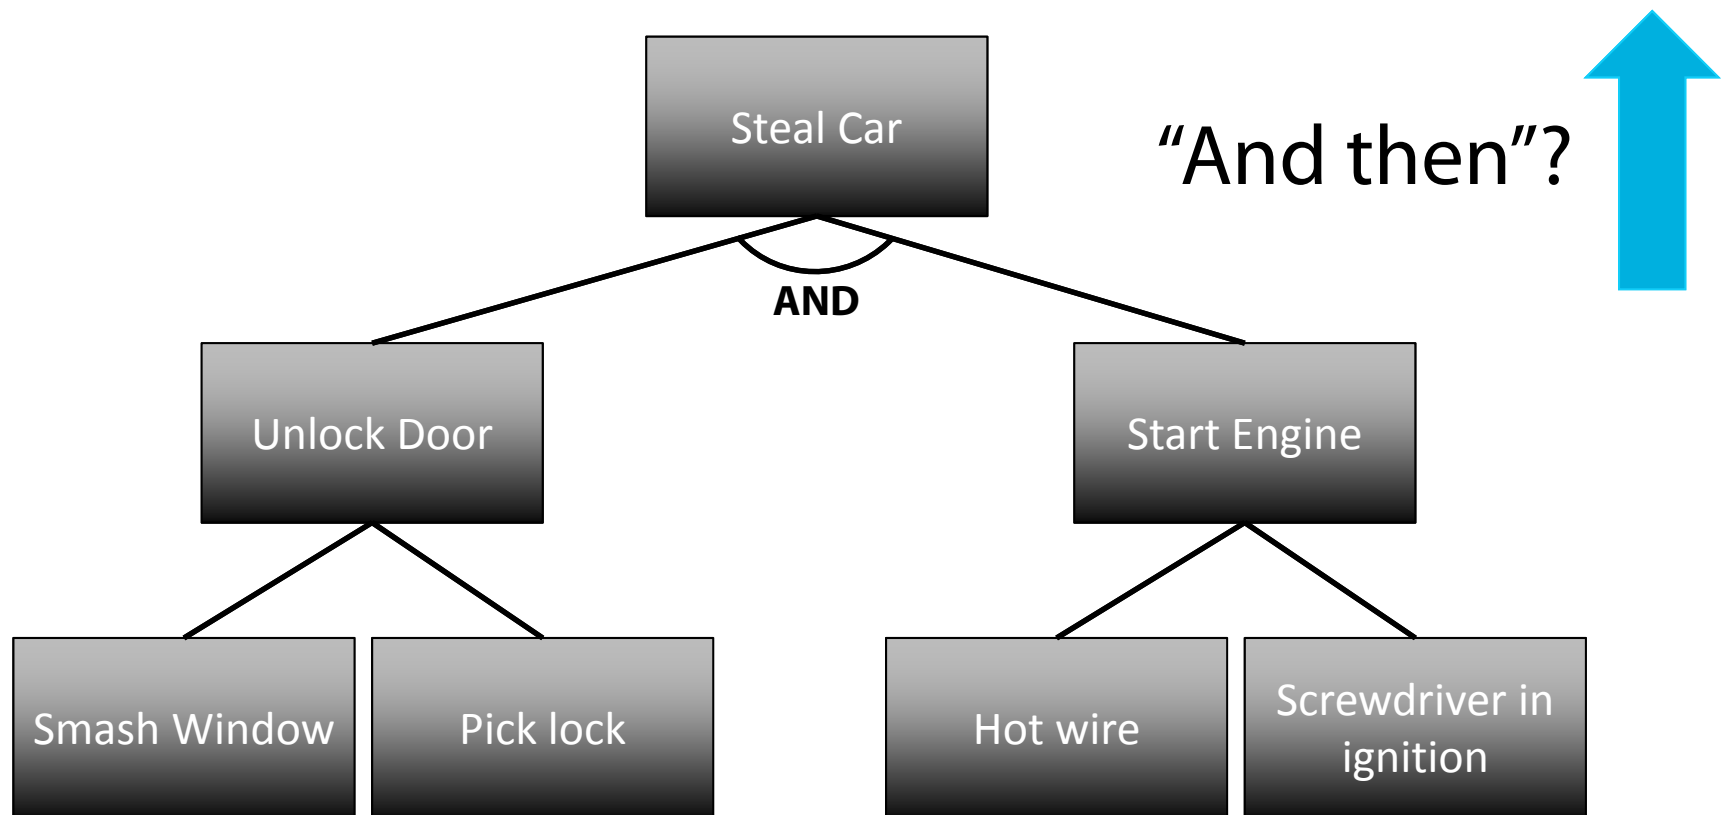 Steal Car
“And then”?
AND
Unlock Door
Start Engine
Smash Window
Pick lock
Hot wire
Screwdriver in
ignition